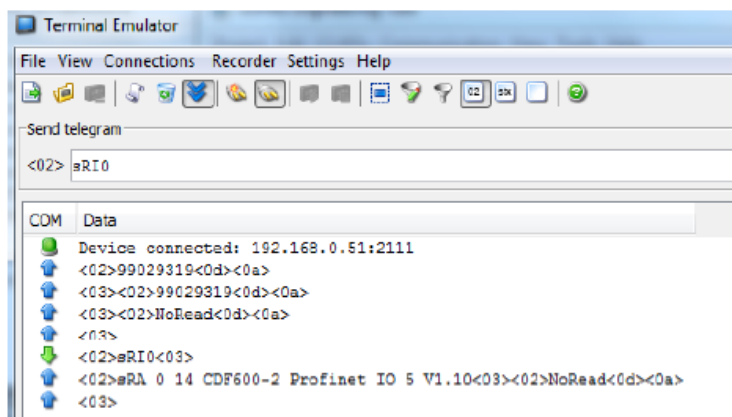 Terminal Emulator
File View Connections Recorder Settings Help
02 stx
Send telegram
<02> sRI0
COM Data
Device connected: 192.168.0.51:2111
<02>99029319<0d><0a>
<03><02>99029319<0d><0a>
<03><02>NoRead<0d><0a>
<03>
<02>sRI0<03>
<02>sRA 0 14 CDF600-2 Profinet IO 5 V1.10<03><02>NoRead<0d><0a>
<03>